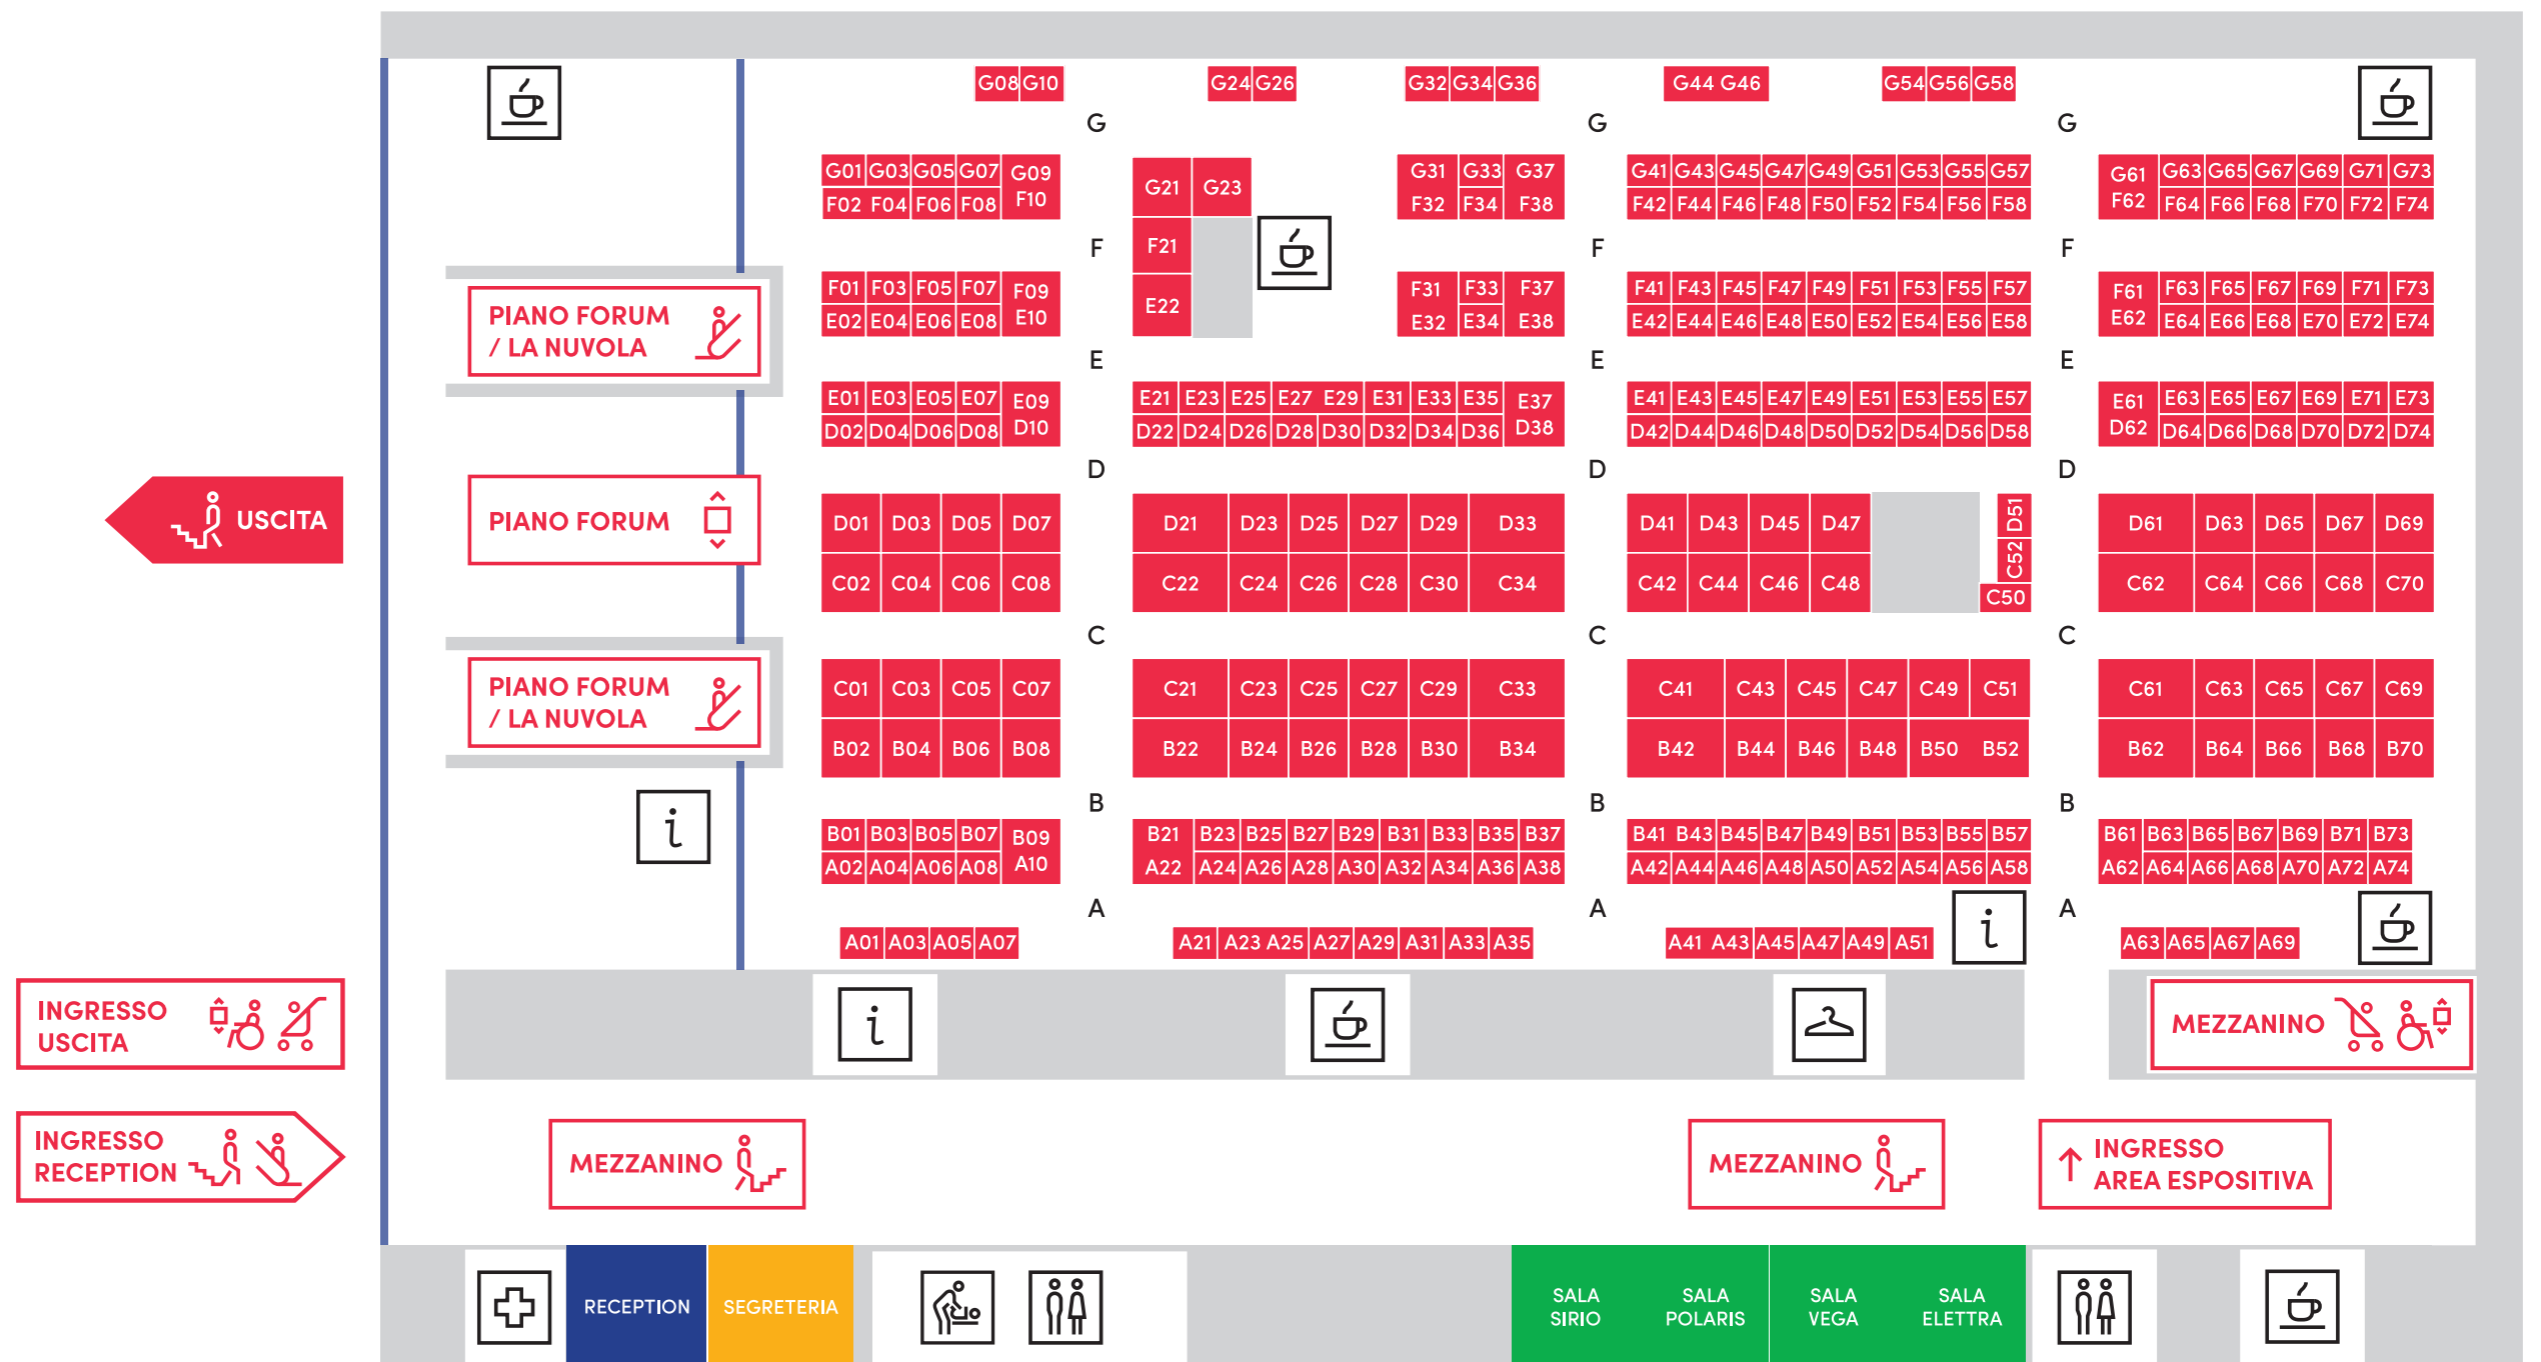 G08 G10 G24 G26 G32 G34 G36 G44 G46 G54 G56 G58
G G G
G01 G03 G05 G07 G09 G21 G23 G31 G33 G37 G41 G43 G45 G47 G49 G51 G53 G55 G57 G61 G63 G65 G67 G69 G71 G73
F02 F04 F06 F08 F10 F32 F34 F38 F42 F44 F46 F48 F50 F52 F54 F56 F58 F62 F64 F66 F68 F70 F72 F74
F F21 F F
F01 F03 F05 F07 F09 F31 F33 F37 F41 F43 F45 F47 F49 F51 F53 F55 F57 F61 F63 F65 F67 F69 F71 F73
E02 E04 E06 E08 E10 E22 E32 E34 E38 E42 E44 E46 E48 E50 E52 E54 E56 E58 E62 E64 E66 E68 E70 E72 E74
PIANO FORUM
/ LA NUVOLA
E E E
E01 E03 E05 E07 E09 E21 E23 E25 E27 E29 E31 E33 E35 E37 E41 E43 E45 E47 E49 E51 E53 E55 E57 E61 E63 E65 E67 E69 E71 E73
D02 D04 D06 D08 D10 D22 D24 D26 D28 D30 D32 D34 D36 D38 D42 D44 D46 D48 D50 D52 D54 D56 D58 D62 D64 D66 D68 D70 D72 D74
D D D
USCITA
PIANO FORUM
D01 D03 D05 D07 D21 D23 D25 D27 D29 D33 D41 D43 D45 D47 D51 D61 D63 D65 D67 D69
C02 C04 C06 C08 C22 C24 C26 C28 C30 C34 C42 C44 C46 C48 C52 C50 C62 C64 C66 C68 C70
C C C
PIANO FORUM
/ LA NUVOLA
C01 C03 C05 C07 C21 C23 C25 C27 C29 C33 C41 C43 C45 C47 C49 C51 C61 C63 C65 C67 C69
B02 B04 B06 B08 B22 B24 B26 B28 B30 B34 B42 B44 B46 B48 B50 B52 B62 B64 B66 B68 B70
B B B
i
B01 B03 B05 B07 B09 B21 B23 B25 B27 B29 B31 B33 B35 B37 B41 B43 B45 B47 B49 B51 B53 B55 B57 B61 B63 B65 B67 B69 B71 B73
A02 A04 A06 A08 A10 A22 A24 A26 A28 A30 A32 A34 A36 A38 A42 A44 A46 A48 A50 A52 A54 A56 A58 A62 A64 A66 A68 A70 A72 A74
A A i A
A01 A03 A05 A07 A21 A23 A25 A27 A29 A31 A33 A35 A41 A43 A45 A47 A49 A51 A63 A65 A67 A69
INGRESSO
USCITA
i
MEZZANINO
INGRESSO
RECEPTION
MEZZANINO
MEZZANINO
INGRESSO
AREA ESPOSITIVA
RECEPTION
SEGRETERIA
SALA
SIRIO
SALA
POLARIS
SALA
VEGA
SALA
ELETTRA